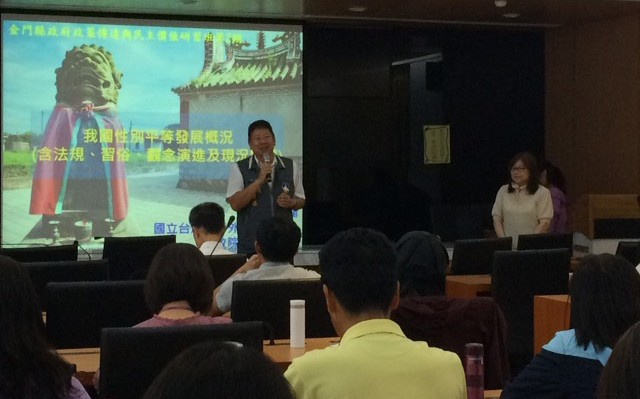 金門縣政府政策傳達與民主價值研習班
我國性別平等發展概況
(含法規、習俗、觀念演進及現況
國立台